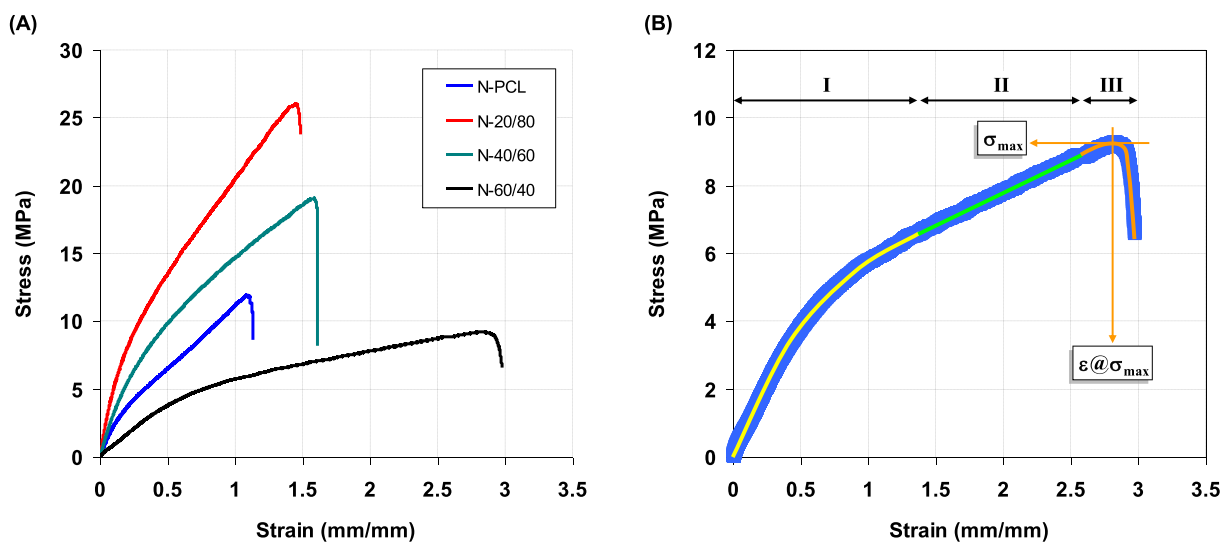 (A)
30
25
20
15
10
5
0
0 0.5 1 1.5 2 2.5 3 3.5
Stress (MPa)
Strain (mm/mm)
N-PCL
N-20/80
N-40/60
N-60/40
(B)
12
10
8
6
4
2
0
0 0.5 1 1.5 2 2.5 3 3.5
Stress (MPa)
Strain (mm/mm)
I II III
σmax
ε@σmax